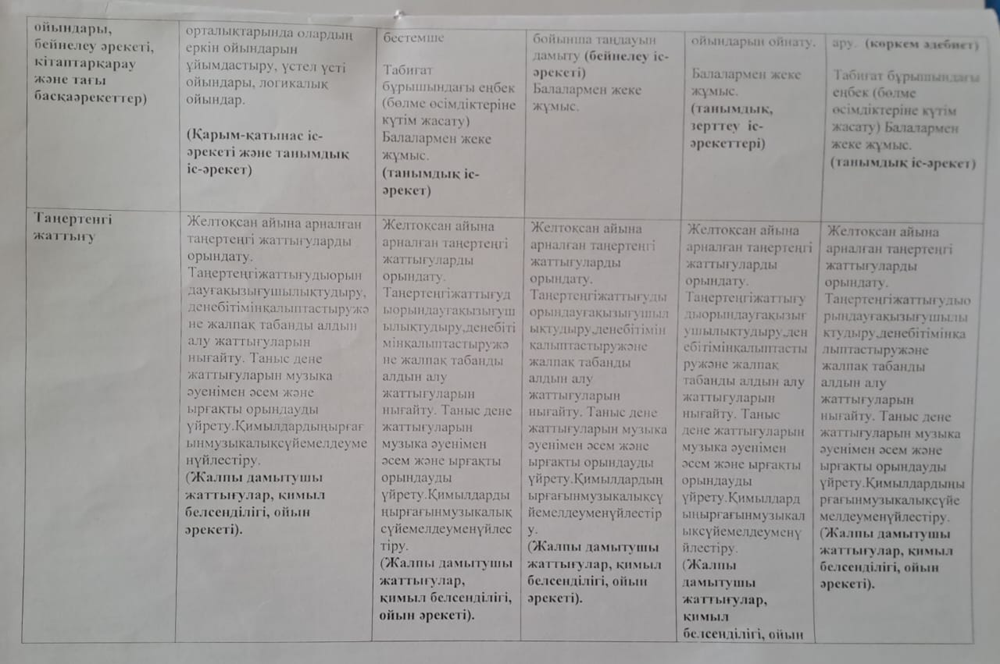 ойындары,
бейнелеу әрекеті,
кітаптарқарау
және тағы
басқаәрекеттер)
орталықтарында олардың
еркін ойындарын
ұйымдастыру, үстел үсті
ойындары, логикалық
ойындар.
(Қарым-қатынас іс-
әрекеті және танымдық
іс-әрекет)
бестемше
Табиғат
бұрышындағы еңбек
(бөлме өсімдіктеріне
күтім жасату)
Балалармен жеке
жұмыс.
(танымдық іс-
әрекет)
бойынша таңдауын
дамыту (бейнелеу іс-
әрекеті)
Балалармен жеке
жұмыс.
ойындарын ойнату.
Балалармен жеке
жұмыс.
(танымдық,
зерттеу іс-
әрекеттері)
ару. (көркем әдебиет)
Табиғат бұрышындағы
еңбек (бөлме
өсімдіктеріне күтім
жасату) Балалармен
жеке жұмыс.
(танымдық іс-әрекет)
Таңертенгі
жаттығу
Желтоқсан айына арналған
таңертеңгі жаттығуларды
орындату.
Таңертеңгіжаттығудыорын
дауғақызығушылықтудыру,
денебітімінқалыптастыружә
не жалпақ табанды алдын
алу жаттығуларын
нығайту. Таныс дене
жаттығуларын музыка
әуенімен әсем және
ырғақты орындауды
үйрету.Қимылдардыңырғағ
ынмузыкалықсүйемелдеуме
нүйлестіру.
(Жалпы дамытушы
жаттығулар, қимыл
белсенділігі, ойын
әрекеті).
Желтоқсан айына
арналған таңертеңгі
жаттығуларды
орындату.
Таңертеңгіжаттығуд
ыорындауғақызығуш
ылықтудыру,денебіті
мінқалыптастыружә
не жалпақ табанды
алдын алу
жаттығуларын
нығайту. Таныс дене
жаттығуларын
музыка әуенімен
әсем және ырғақты
орындауды
үйрету.Қимылдарды
ңырғағынмузыкалық
сүйемелдеуменүйлес
тіру.
(Жалпы дамытушы
жаттығулар,
қимыл белсенділігі,
ойын әрекеті).
Желтоқсан айына
арналған таңертеңгі
жаттығуларды
орындату.
Таңертеңгіжаттығуды
орындауғақызығушыл
ықтудыру,денебітімін
қалыптастыружәне
жалпақ табанды
алдын алу
жаттығуларын
нығайту. Таныс дене
жаттығуларын музыка
әуенімен әсем және
ырғақты орындауды
үйрету.Қимылдардың
ырғағынмузыкалықсү
йемелдеуменүйлестір
у.
(Жалпы дамытушы
жаттығулар, қимыл
белсенділігі, ойын
әрекеті).
Желтоқсан айына
арналған таңертеңгі
жаттығуларды
орындату.
Таңертеңгіжаттығу
дыорындауғақызығ
ушылықтудыру,ден
ебітімінқалыптасты
ружәне жалпақ
табанды алдын алу
жаттығуларын
нығайту. Таныс
дене жаттығуларын
музыка әуенімен
әсем және ырғақты
орындауды
үйрету.Қимылдард
ыңырғағынмузыкал
ықсүйемелдеуменү
йлестіру.
(Жалпы
дамытушы
жаттығулар,
қимыл
белсенділігі, ойын
Желтоқсан айына
арналған таңертеңгі
жаттығуларды
орындату.
Таңертеңгіжаттығудыо
рындауғақызығушылы
қтудыру,денебітімінқа
лыптастыружәне
жалпақ табанды
алдын алу
жаттығуларын
нығайту. Таныс дене
жаттығуларын музыка
әуенімен әсем және
ырғақты орындауды
үйрету.Қимылдардыңы
рғағынмузыкалықсүйе
мелдеуменүйлестіру.
(Жалпы дамытушы
жаттығулар, қимыл
белсенділігі, ойын
әрекеті).